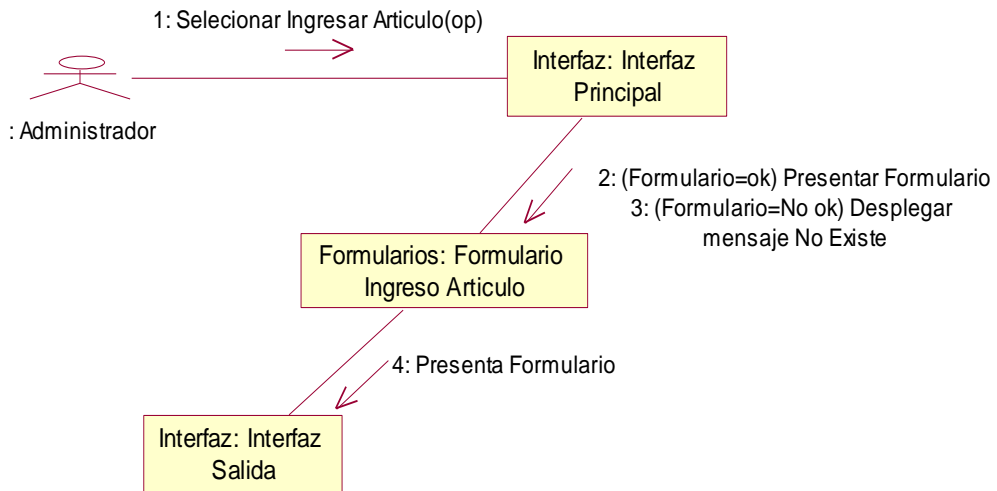 1: Selecionar Ingresar Articulo(op)
Interfaz: Interfaz
Principal
: Administrador
2: (Formulario=ok) Presentar Formulario
3: (Formulario=No ok) Desplegar
mensaje No Existe
Formularios: Formulario
Ingreso Articulo
4: Presenta Formulario
Interfaz: Interfaz
Salida